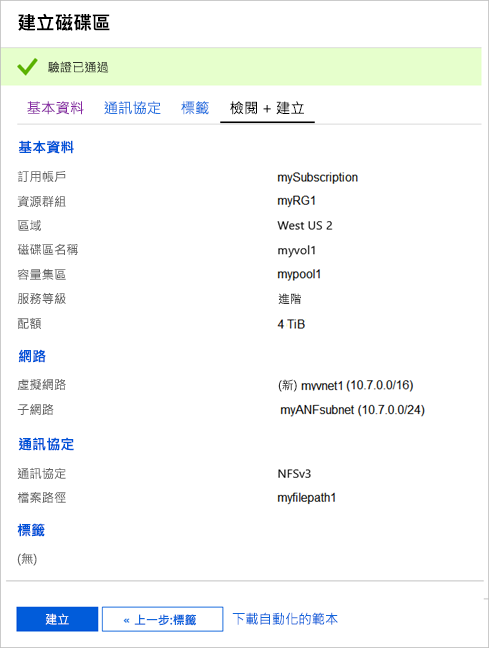 建立磁碟區
驗證已通過
基本資料 通訊協定 標籤 檢閱 + 建立
基本資料
訂用帳戶 mySubscription
資源群組 myRG1
區域 West US 2
磁碟區名稱 myvol1
容量集區 mypool1
服務等級 進階
配額 4 TiB
網路
虛擬網路 (新) myvnet1 (10.7.0.0/16)
子網路 myANFsubnet (10.7.0.0/24)
通訊協定
通訊協定 NFSv3
檔案路徑 myfilepath1
標籤
(無)
建立 « 上一步:標籤 下載自動化的範本